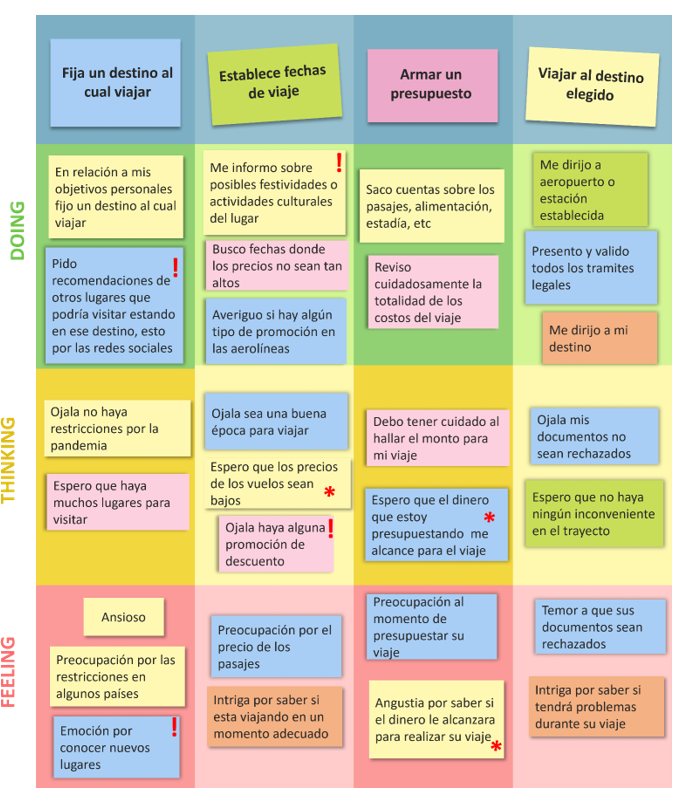 Fija un destino al
cual viajar
Establece fechas
de viaje
Armar un
presupuesto
Viajar al destino
elegido
DOING
En relación a mis
objetivos personales
fijo un destino al cual
viajar
Pido
recomendaciones de
otros lugares que
podría visitar estando
en ese destino, esto
por las redes sociales
!
Me informo sobre
posibles festividades o
actividades culturales
del lugar
!
Busco fechas donde
los precios no sean tan
altos
Averiguo si hay algún
tipo de promoción en
las aerolíneas
Saco cuentas sobre los
pasajes, alimentación,
estadía, etc
Reviso
cuidadosamente la
totalidad de los
costos del viaje
Me dirijo a
aeropuerto o
estación
establecida
Presento y valido
todos los tramites
legales
Me dirijo a mi
destino
THINKING
Ojala no haya
restricciones por la
pandemia
Espero que haya
muchos lugares para
visitar
Ojala sea una buena
época para viajar
Espero que los precios
de los vuelos sean
bajos
*
Ojala haya alguna
promoción de
descuento
!
Debo tener cuidado al
hallar el monto para
mi viaje
Espero que el dinero
que estoy
presupuestando me
alcance para el viaje
*
Ojala mis
documentos no
sean rechazados
Espero que no haya
ningún inconveniente
en el trayecto
FEELING
Ansioso
Preocupación por las
restricciones en
algunos países
Emoción por
conocer nuevos
lugares
!
Preocupación por el
precio de los
pasajes
Intriga por saber si
esta viajando en un
momento adecuado
Preocupación al
momento de
presupuestar su
viaje
Angustia por saber si
el dinero le alcanzara
para realizar su viaje
*
Temor a que sus
documentos sean
rechazados
Intriga por saber si
tendrá problemas
durante su viaje